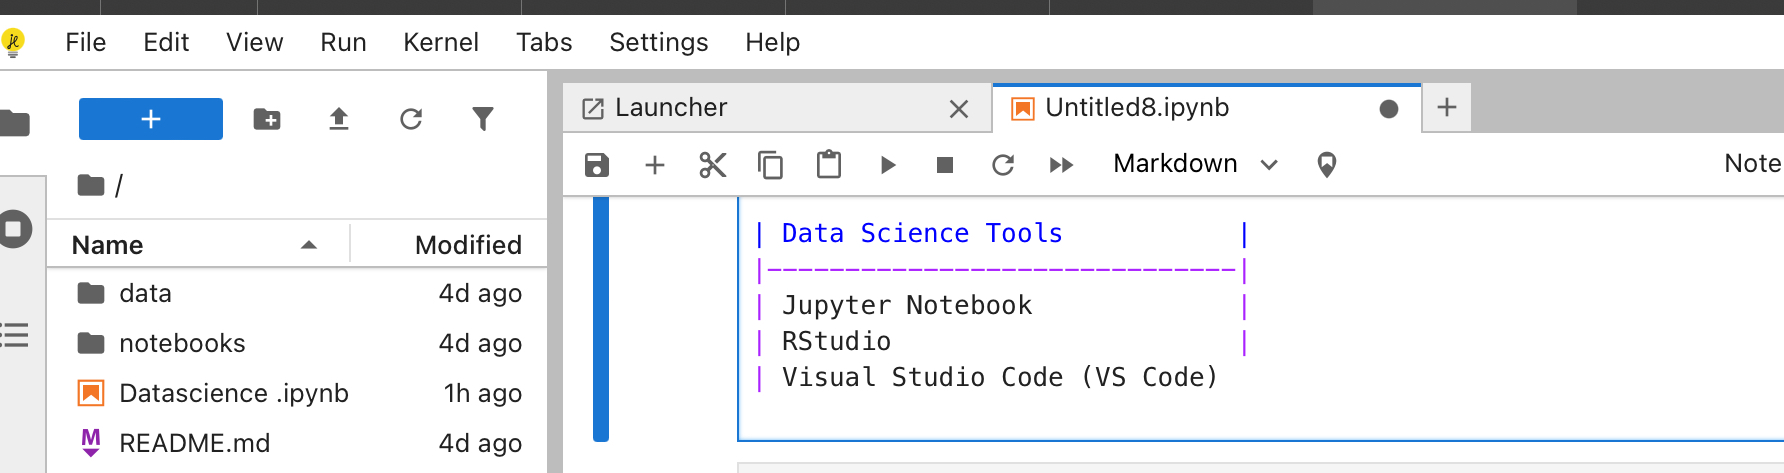 File Edit View Run Kernel Tabs Settings Help
+
/
Name Modified
data 4d ago
notebooks 4d ago
Datascience .ipynb 1h ago
M README.md 4d ago
Launcher
Untitled8.ipynb
+
Markdown
Note
| Data Science Tools |
|------------------------------|
| Jupyter Notebook |
| RStudio |
| Visual Studio Code (VS Code)